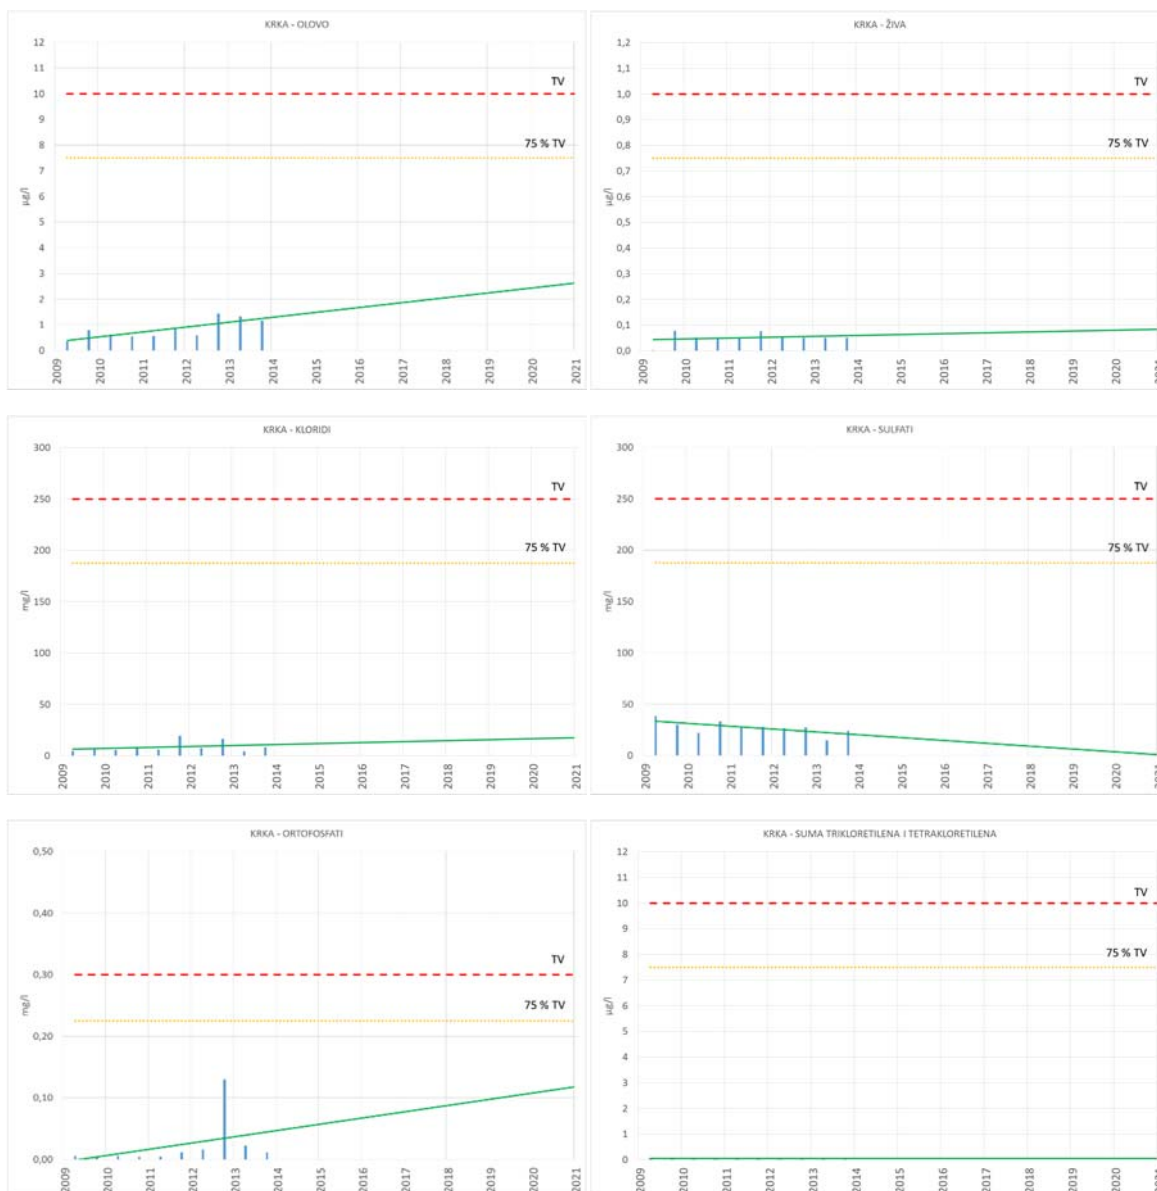 KRKA - OLOVO
12
11
10
9
8
7
6
5
4
3
2
1
0
µg/l
TV
75 % TV
2009 2010 2011 2012 2013 2014 2015 2016 2017 2018 2019 2020 2021
KRKA - ŽIVA
1,2
1,1
1,0
0,9
0,8
0,7
0,6
0,5
0,4
0,3
0,2
0,1
0,0
µg/l
TV
75 % TV
2009 2010 2011 2012 2013 2014 2015 2016 2017 2018 2019 2020 2021
KRKA - KLORIDI
300
250
200
150
100
50
0
mg/l
TV
75 % TV
2009 2010 2011 2012 2013 2014 2015 2016 2017 2018 2019 2020 2021
KRKA - SULFATI
300
250
200
150
100
50
0
mg/l
TV
75 % TV
2009 2010 2011 2012 2013 2014 2015 2016 2017 2018 2019 2020 2021
KRKA - ORTOFOSFATI
0,50
0,40
0,30
0,20
0,10
0,00
mg/l
TV
75 % TV
2009 2010 2011 2012 2013 2014 2015 2016 2017 2018 2019 2020 2021
KRKA - SUMA TRIKLORETILENA I TETRAKLORETILENA
12
11
10
9
8
7
6
5
4
3
2
1
0
µg/l
TV
75 % TV
2009 2010 2011 2012 2013 2014 2015 2016 2017 2018 2019 2020 2021